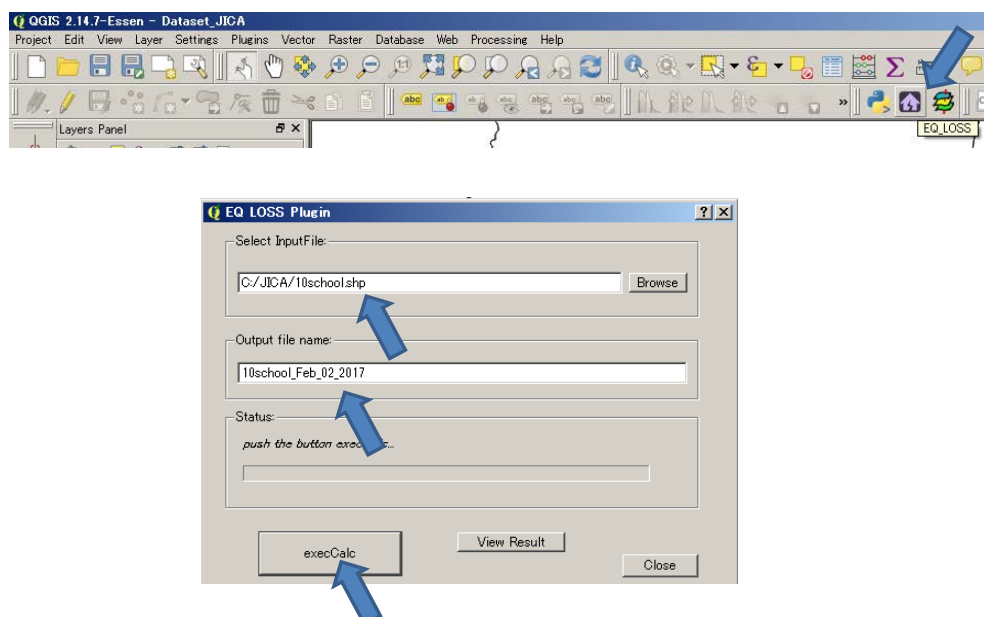 QGIS 2.14.7-Essen - Dataset_JICA
Project Edit View Layer Settings Plugins Vector Raster Database Web Processing Help
Layers Panel
EQ_LOSS
EQ LOSS Plugin
Select InputFile:
C:/JICA/10school.shp
Browse
Output file name:
10school_Feb_02_2017
Status:
push the button
execCalc
View Result
Close